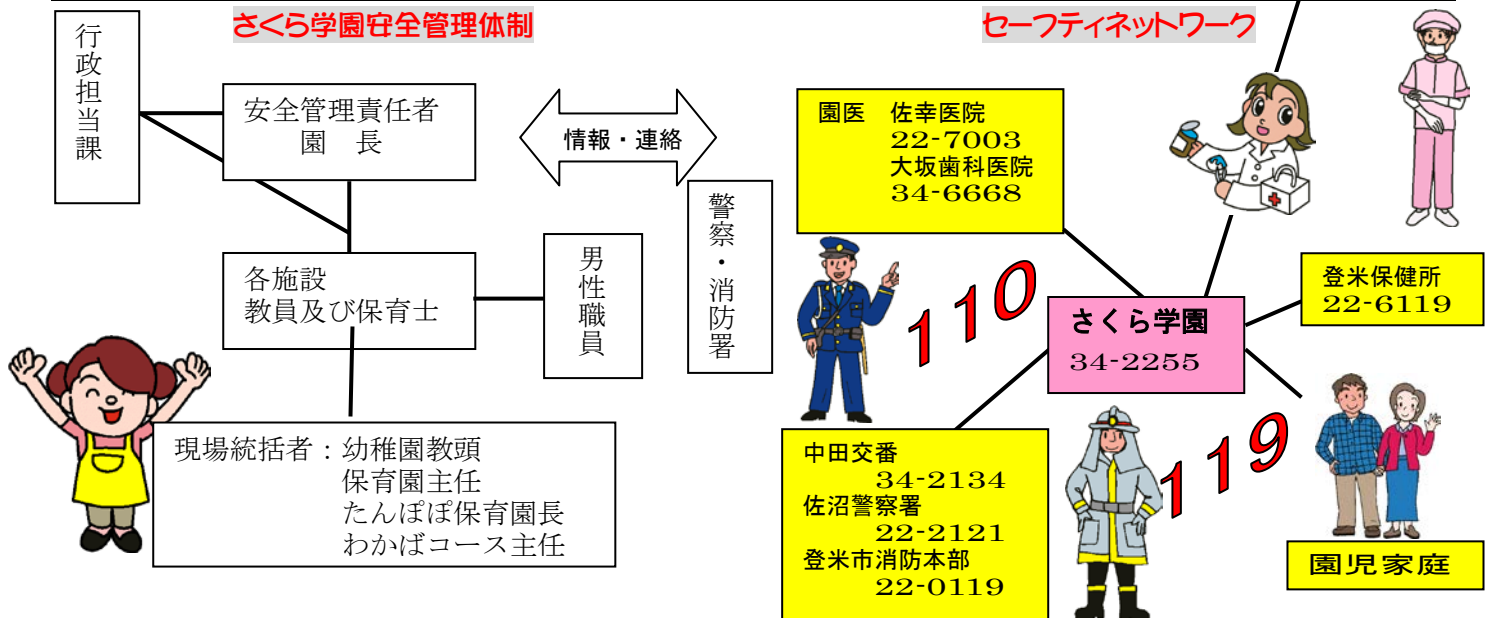 さくら学園安全管理体制
行政担当課
安全管理責任者
園　長
情報・連絡
警察・消防署
各施設
教員及び保育士
男性職員
現場統括者：幼稚園教頭
保育園主任
たんぽぽ保育園長
わかばコース主任
セーフティネットワーク
園医　佐幸医院
22-7003
大坂歯科医院
34-6668
110
さくら学園
34-2255
登米保健所
22-6119
中田交番
34-2134
佐沼警察署
22-2121
登米市消防本部
22-0119
119
園児家庭